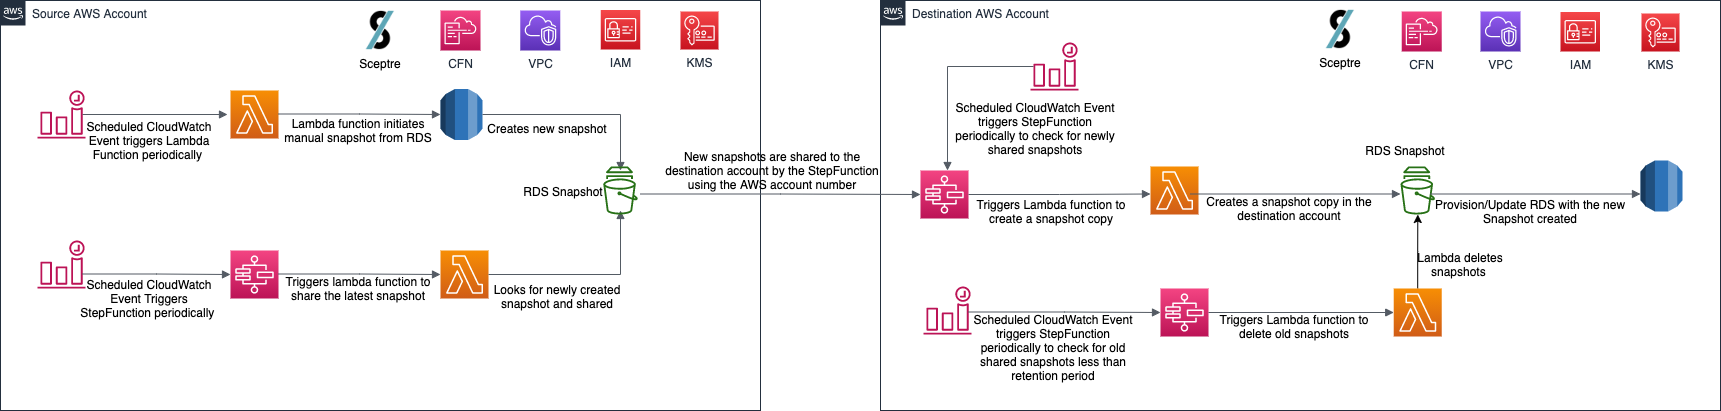 aws
Source AWS Account
Sceptre
CFN
VPC
IAM
KMS
Scheduled CloudWatch
Event triggers Lambda
Function periodically
Lambda function initiates
manual snapshot from RDS
Creates new snapshot
RDS Snapshot
New snapshots are shared to the
destination account by the StepFunction
using the AWS account number
Scheduled CloudWatch
Event Triggers
StepFunction periodically
Triggers lambda function to
share the latest snapshot
Looks for newly created
snapshot and shared
aws
Destination AWS Account
Sceptre
CFN
VPC
IAM
KMS
Scheduled CloudWatch Event
triggers StepFunction
periodically to check for newly
shared snapshots
Triggers Lambda function to
create a snapshot copy
Creates a snapshot copy in the
destination account
RDS Snapshot
Provision/Update RDS with the new
Snapshot created
Lambda deletes
snapshots
Scheduled CloudWatch Event
triggers StepFunction
periodically to check for old
shared snapshots less than
retention period
Triggers Lambda function to
delete old snapshots